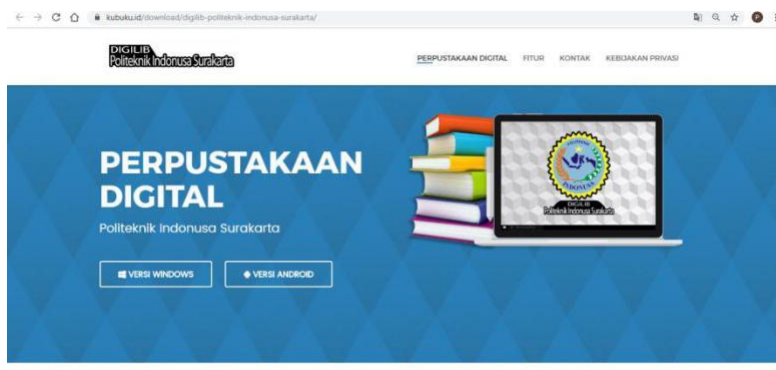 kubuku.id/download/digilib-politeknik-indonusa-surakarta/
P
DIGILIB
Politeknik Indonusa Surakarta
PERPUSTAKAAN DIGITAL FITUR KONTAK KEBIJAKAN PRIVASI
PERPUSTAKAAN
DIGITAL
Politeknik Indonusa Surakarta
VERSI WINDOWS VERSI ANDROID
INDONUSA
DIGILIB
Politeknik Indonusa Surakarta